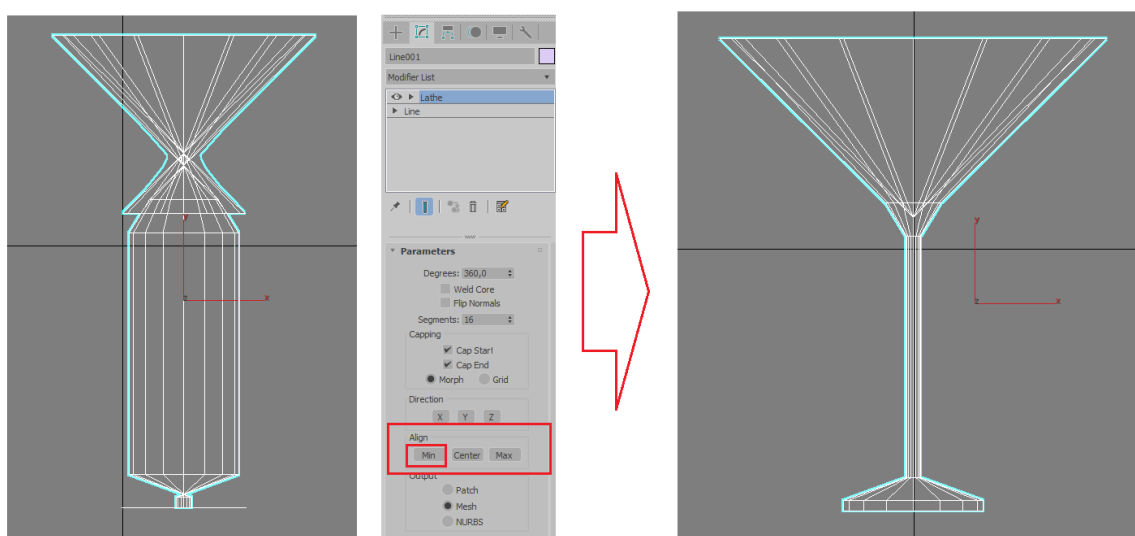 Line001
Modifier List
Lathe
Line
Parameters
Degrees: 360,0
Weld Core
Flip Normals
Segments: 16
Capping
Cap Start
Cap End
Morph Grid
Direction
X Y Z
Align
Min Center Max
Output
Patch
Mesh
NURBS
y
z x
y
z x